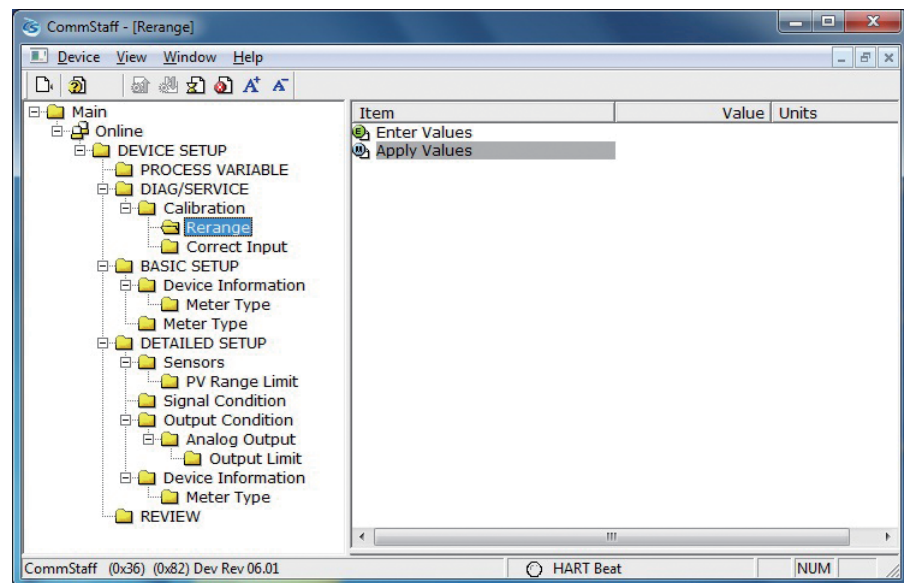 CommStaff - [Rerange]
Device View Window Help
Main
Online
DEVICE SETUP
PROCESS VARIABLE
DIAG/SERVICE
Calibration
Rerange
Correct Input
BASIC SETUP
Device Information
Meter Type
Meter Type
DETAILED SETUP
Sensors
PV Range Limit
Signal Condition
Output Condition
Analog Output
Output Limit
Device Information
Meter Type
REVIEW
Item Value Units
Enter Values
Apply Values
CommStaff (0x36) (0x82) Dev Rev 06.01 HART Beat NUM